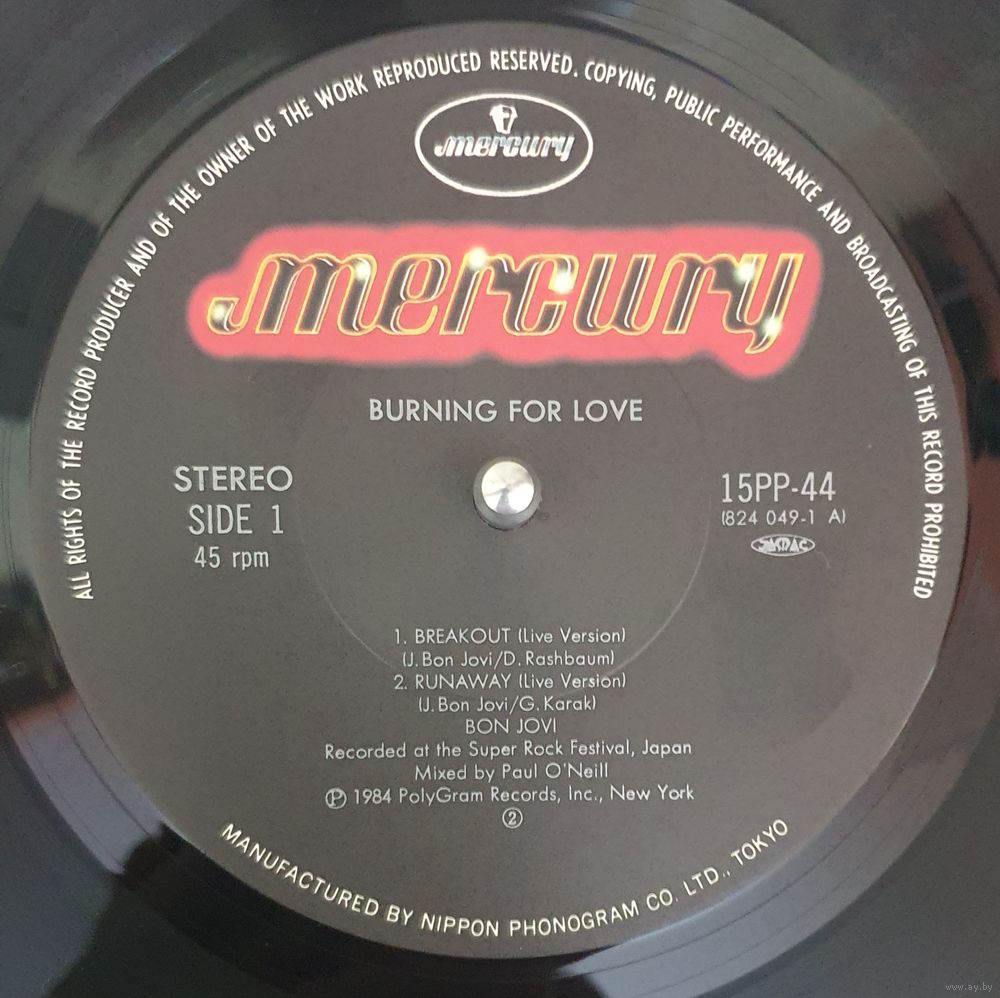 ALL RIGHTS OF THE RECORD PRODUCER AND OF THE OWNER OF THE WORK REPRODUCED RESERVED. COPYING, PUBLIC PERFORMANCE AND BROADCASTING OF THIS RECORD PROHIBITED
mercury
mercury
BURNING FOR LOVE
STEREO
SIDE 1
45 rpm
15PP-44
(824 049-1 A)
JASRAC
1. BREAKOUT (Live Version)
(J. Bon Jovi/D. Rashbaum)
2. RUNAWAY (Live Version)
(J. Bon Jovi/G. Karak)
BON JOVI
Recorded at the Super Rock Festival, Japan
Mixed by Paul O'Neill
℗ 1984 PolyGram Records, Inc., New York
②
MANUFACTURED BY NIPPON PHONOGRAM CO. LTD., TOKYO
www.ay.by